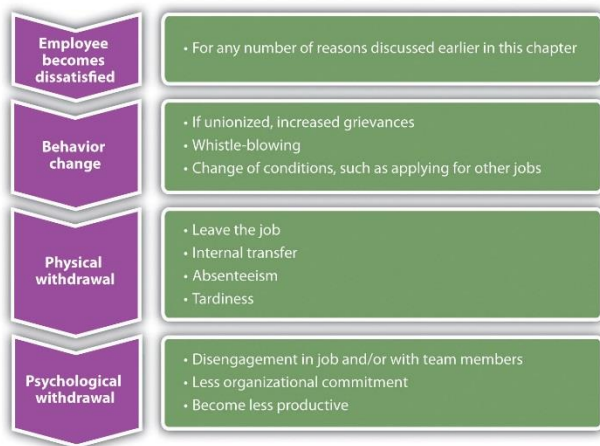 Employee
becomes
dissatisfied
• For any number of reasons discussed earlier in this chapter
Behavior
change
• If unionized, increased grievances
• Whistle-blowing
• Change of conditions, such as applying for other jobs
Physical
withdrawal
• Leave the job
• Internal transfer
• Absenteeism
• Tardiness
Psychological
withdrawal
• Disengagement in job and/or with team members
• Less organizational commitment
• Become less productive